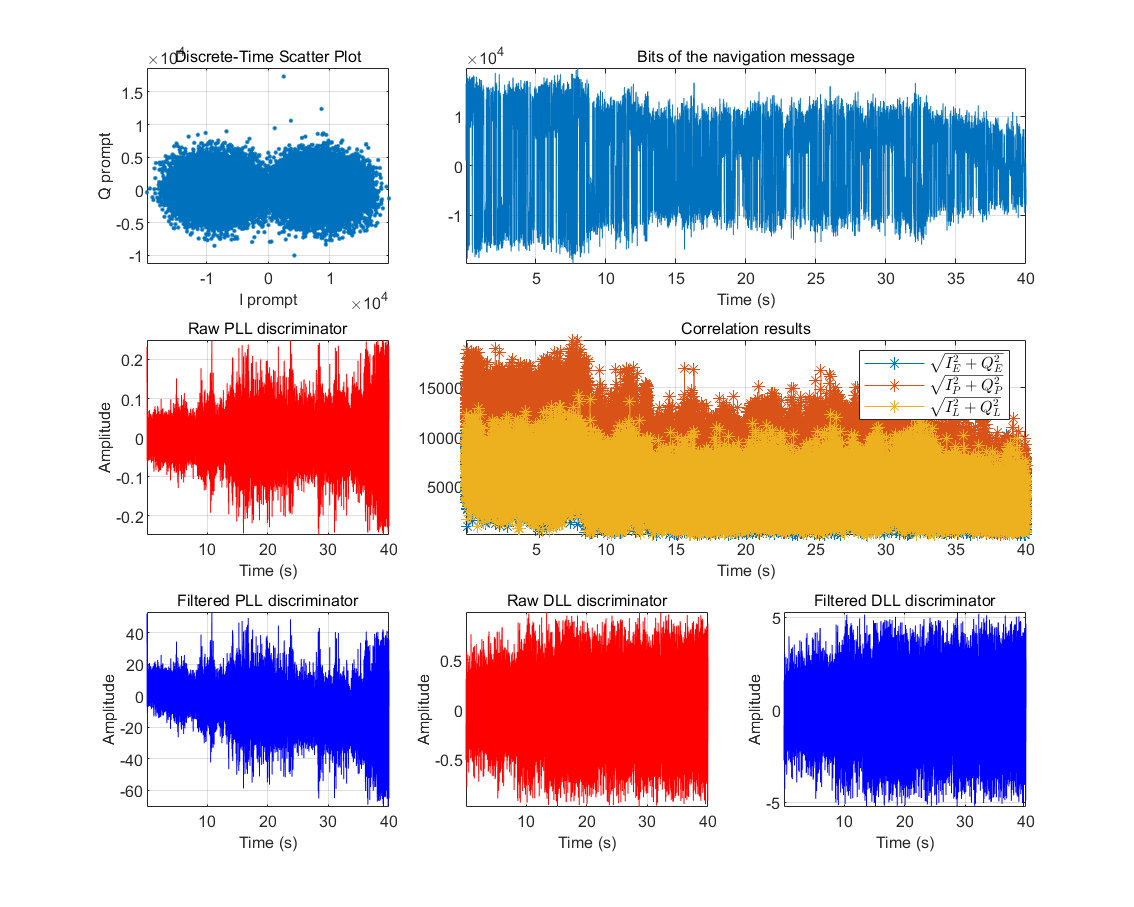 ×10⁴
Discrete-Time Scatter Plot
1.5
1
0.5
0
-0.5
-1
Q prompt
-1 0 1
I prompt
×10⁴
×10⁴
Bits of the navigation message
1
0
-1
5 10 15 20 25 30 35 40
Time (s)
Raw PLL discriminator
0.2
0.1
0
-0.1
-0.2
Amplitude
10 20 30 40
Time (s)
Correlation results
15000
10000
5000
√(I_E^2 + Q_E^2)
√(I_P^2 + Q_P^2)
√(I_L^2 + Q_L^2)
5 10 15 20 25 30 35 40
Time (s)
Filtered PLL discriminator
40
20
0
-20
-40
-60
Amplitude
10 20 30 40
Time (s)
Raw DLL discriminator
0.5
0
-0.5
Amplitude
10 20 30 40
Time (s)
Filtered DLL discriminator
5
0
-5
Amplitude
10 20 30 40
Time (s)